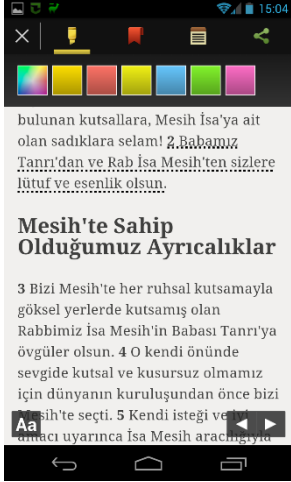 15:04
bulunan kutsallara, Mesih İsa'ya ait
olan sadıklara selam! 2 Babamız
Tanrı'dan ve Rab İsa Mesih'ten sizlere
lütuf ve esenlik olsun.
Mesih'te Sahip
Olduğumuz Ayrıcalıklar
3 Bizi Mesih'te her ruhsal kutsamayla
göksel yerlerde kutsamış olan
Rabbimiz İsa Mesih'in Babası Tanrı'ya
övgüler olsun. 4 O kendi önünde
sevgide kutsal ve kusursuz olmamız
için dünyanın kuruluşundan önce bizi
Mesih'te seçti. 5 Kendi isteği ve iyi
Aa
amacı uyarınca İsa Mesih aracılığıyla